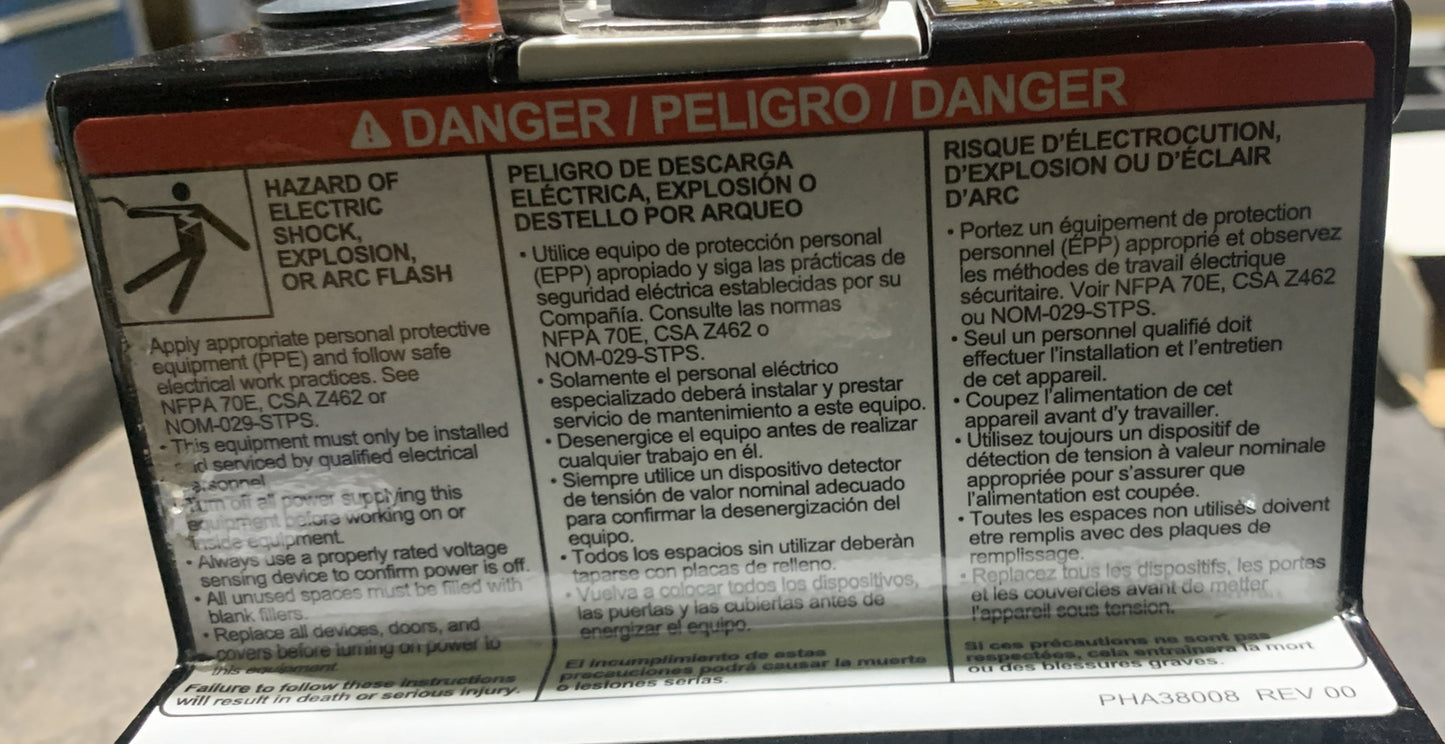 ⚠ DANGER / PELIGRO / DANGER
HAZARD OF
ELECTRIC
SHOCK,
EXPLOSION,
OR ARC FLASH
Apply appropriate personal protective
equipment (PPE) and follow safe
electrical work practices. See
NFPA 70E, CSA Z462 or
NOM-029-STPS.
• This equipment must only be installed
and serviced by qualified electrical
personnel
Turn off all power supplying this
equipment before working on or
inside equipment.
• Always use a properly rated voltage
sensing device to confirm power is off.
• All unused spaces must be filled with
blank fillers.
• Replace all devices, doors, and
covers before turning on power to
this equipment.
Failure to follow these instructions
will result in death or serious injury.
PELIGRO DE DESCARGA
ELÉCTRICA, EXPLOSIÓN O
DESTELLO POR ARQUEO
• Utilice equipo de protección personal
(EPP) apropiado y siga las prácticas de
seguridad eléctrica establecidas por su
Compañía. Consulte las normas
NFPA 70E, CSA Z462 o
NOM-029-STPS.
• Solamente el personal eléctrico
especializado deberá instalar y prestar
servicio de mantenimiento a este equipo.
• Desenergice el equipo antes de realizar
cualquier trabajo en él.
• Siempre utilice un dispositivo detector
de tensión de valor nominal adecuado
para confirmar la desenergización del
equipo.
• Todos los espacios sin utilizar deberàn
taparse con placas de relleno.
• Vuelva a colocar todos los dispositivos,
las puertas y las cubiertas antes de
energizar el equipo.
El incumplimiento de estas
precauciones podrá causar la muerte
o lesiones serias.
RISQUE D'ÉLECTROCUTION,
D'EXPLOSION OU D'ÉCLAIR
D'ARC
• Portez un équipement de protection
personnel (ÉPP) approprié et observez
les méthodes de travail électrique
sécuritaire. Voir NFPA 70E, CSA Z462
ou NOM-029-STPS.
• Seul un personnel qualifié doit
effectuer l'installation et l'entretien
de cet appareil.
• Coupez l'alimentation de cet
appareil avant d'y travailler.
• Utilisez toujours un dispositif de
détection de tension à valeur nominale
appropriée pour s'assurer que
l'alimentation est coupée.
• Toutes les espaces non utilisès doivent
etre remplis avec des plaques de
remplissage.
• Replacez tous les dispositifs, les portes
et les couvercles avant de mettre
l'appareil sous tension.
Si ces précautions ne sont pas
respectées, cela entraînera la mort
ou des blessures graves.
PHA38008 REV 00